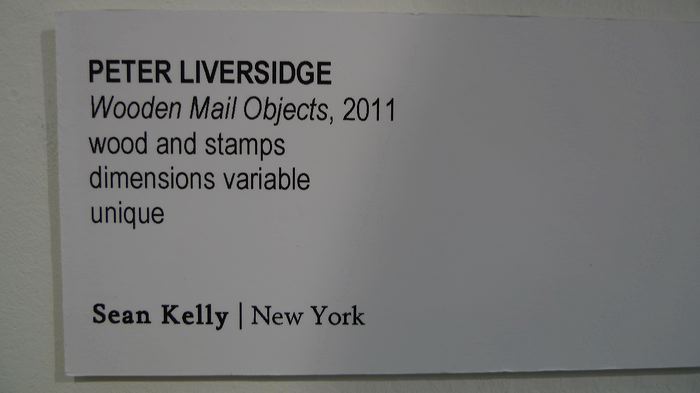 PETER LIVERSIDGE
Wooden Mail Objects, 2011
wood and stamps
dimensions variable
unique
Sean Kelly | New York